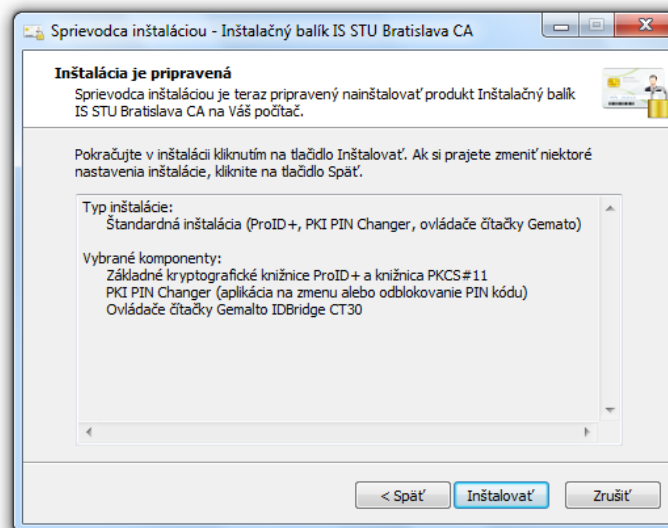 Sprievodca inštaláciou - Inštalačný balík IS STU Bratislava CA
Inštalácia je pripravená
Sprievodca inštaláciou je teraz pripravený nainštalovať produkt Inštalačný balík
IS STU Bratislava CA na Váš počítač.
Pokračujte v inštalácii kliknutím na tlačidlo Inštalovať. Ak si prajete zmeniť niektoré
nastavenia inštalácie, kliknite na tlačidlo Späť.
Typ inštalácie:
Štandardná inštalácia (ProID+, PKI PIN Changer, ovládače čítačky Gemato)
Vybrané komponenty:
Základné kryptografické knižnice ProID+ a knižnica PKCS#11
PKI PIN Changer (aplikácia na zmenu alebo odblokovanie PIN kódu)
Ovládače čítačky Gemalto IDBridge CT30
< Späť
Inštalovať
Zrušiť